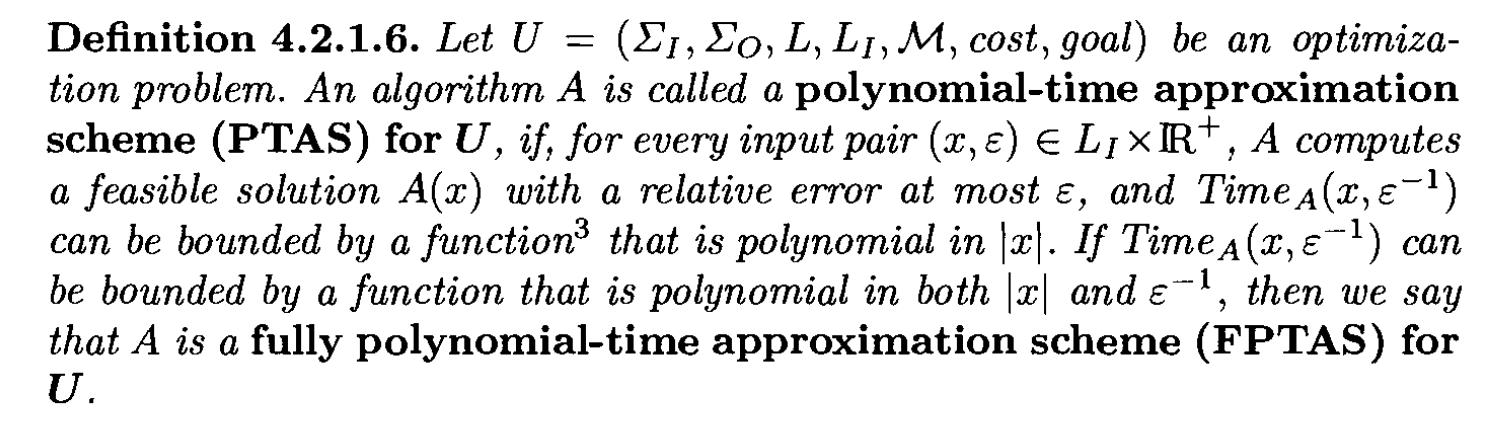 Definition 4.2.1.6. Let U = (Σ_I, Σ_O, L, L_I, ℳ, cost, goal) be an optimiza-
tion problem. An algorithm A is called a polynomial-time approximation
scheme (PTAS) for U, if, for every input pair (x, ε) ∈ L_I × ℝ⁺, A computes
a feasible solution A(x) with a relative error at most ε, and Time_A(x, ε⁻¹)
can be bounded by a function³ that is polynomial in |x|. If Time_A(x, ε⁻¹) can
be bounded by a function that is polynomial in both |x| and ε⁻¹, then we say
that A is a fully polynomial-time approximation scheme (FPTAS) for
U.